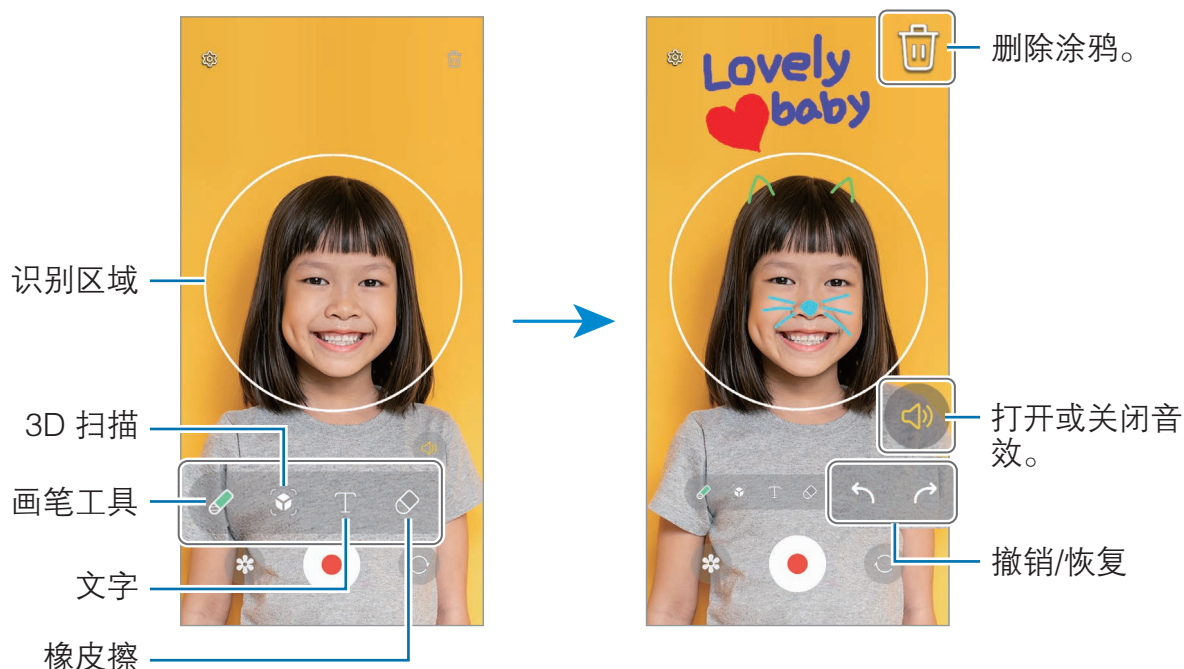 删除涂鸦。
Lovely
baby
识别区域
3D 扫描
打开或关闭音
效。
画笔工具
T
T
文字
撤销/恢复
橡皮擦